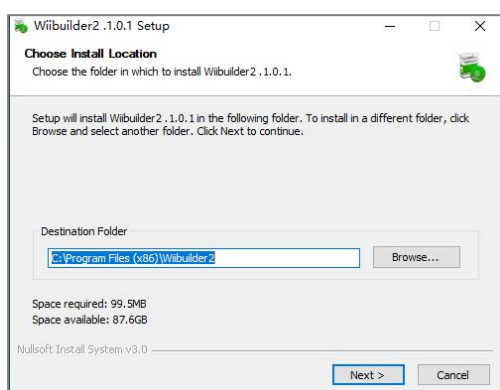 Wiibuilder2 .1.0.1 Setup
Choose Install Location
Choose the folder in which to install Wiibuilder2 .1.0.1.
Setup will install Wiibuilder2 .1.0.1 in the following folder. To install in a different folder, click
Browse and select another folder. Click Next to continue.
Destination Folder
C:\Program Files (x86)\Wiibuilder2
Browse...
Space required: 99.5MB
Space available: 87.6GB
Nullsoft Install System v3.0
Next >
Cancel